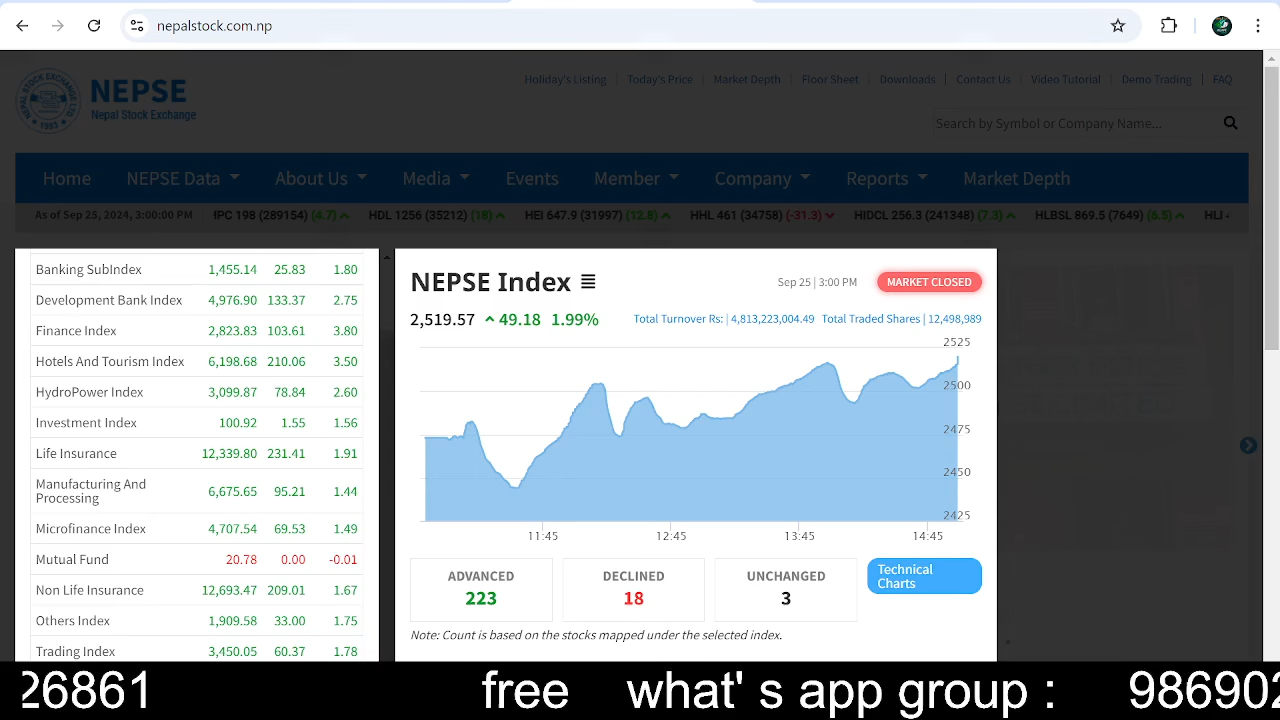 nepalstock.com.np
NEPSE
Nepal Stock Exchange
Holiday's Listing | Today's Price | Market Depth | Floor Sheet | Downloads | Contact Us | Video Tutorial | Demo Trading | FAQ
Search by Symbol or Company Name...
Home NEPSE Data About Us Media Events Member Company Reports Market Depth
As of Sep 25, 2024, 3:00:00 PM IPC 198 (289154) (4.7) HDL 1256 (35212) (18) HEI 647.9 (31997) (12.8) HHL 461 (34758) (-31.3) HIDCL 256.3 (241348) (7.3) HLBSL 869.5 (7649) (6.5) HLI
Banking SubIndex 1,455.14 25.83 1.80
Development Bank Index 4,976.90 133.37 2.75
Finance Index 2,823.83 103.61 3.80
Hotels And Tourism Index 6,198.68 210.06 3.50
HydroPower Index 3,099.87 78.84 2.60
Investment Index 100.92 1.55 1.56
Life Insurance 12,339.80 231.41 1.91
Manufacturing And
Processing 6,675.65 95.21 1.44
Microfinance Index 4,707.54 69.53 1.49
Mutual Fund 20.78 0.00 -0.01
Non Life Insurance 12,693.47 209.01 1.67
Others Index 1,909.58 33.00 1.75
Trading Index 3,450.05 60.37 1.78
NEPSE Index
Sep 25 | 3:00 PM MARKET CLOSED
2,519.57 49.18 1.99% Total Turnover Rs: | 4,813,223,004.49 Total Traded Shares | 12,498,989
2525
2500
2475
2450
2425
11:45 12:45 13:45 14:45
ADVANCED DECLINED UNCHANGED
223 18 3
Technical
Charts
Note: Count is based on the stocks mapped under the selected index.
26861 free what' s app group : 986902